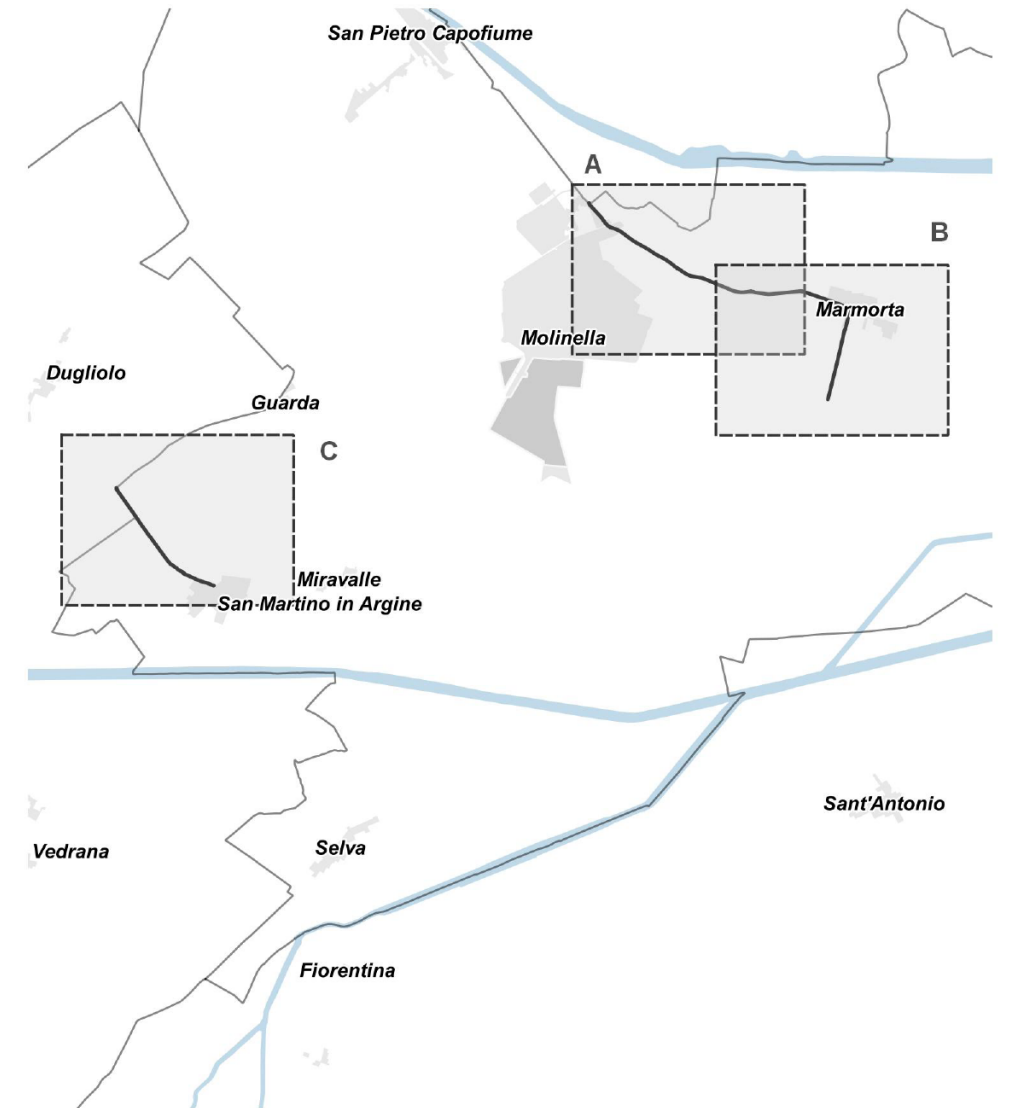 San Pietro Capofiume
A
B
Marmorta
Molinella
Dugliolo
Guarda
C
Miravalle
San Martino in Argine
Sant'Antonio
Vedrana
Selva
Fiorentina